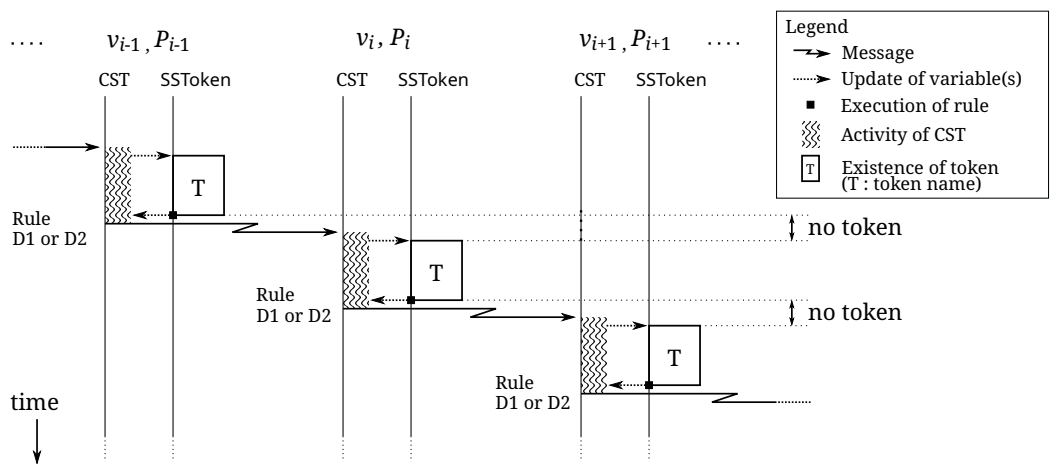 .... v_{i-1}, P_{i-1} v_i, P_i v_{i+1}, P_{i+1} ....
CST SSToken CST SSToken CST SSToken
Legend
Message
Update of variable(s)
Execution of rule
Activity of CST
T Existence of token
(T : token name)
T
Rule
D1 or D2
no token
T
Rule
D1 or D2
no token
T
Rule
D1 or D2
time